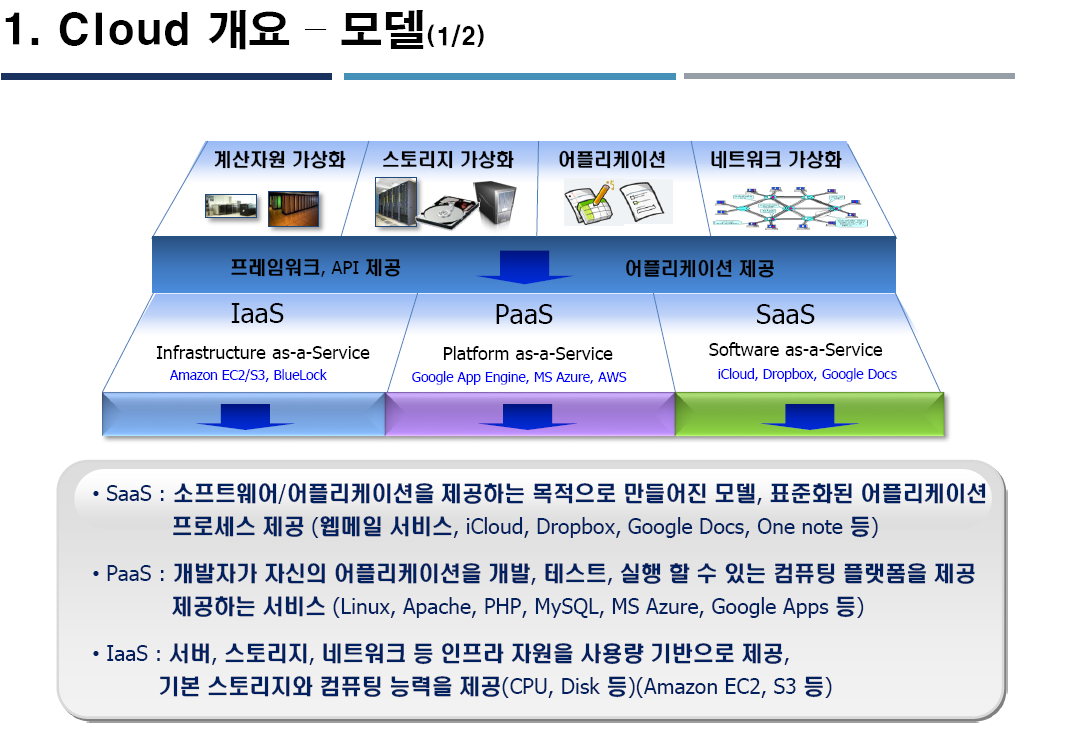 1. Cloud 개요 – 모델(1/2)
계산자원 가상화
스토리지 가상화
어플리케이션
네트워크 가상화
프레임워크, API 제공
어플리케이션 제공
IaaS
PaaS
SaaS
Infrastructure as-a-Service
Platform as-a-Service
Software as-a-Service
Amazon EC2/S3, BlueLock
Google App Engine, MS Azure, AWS
iCloud, Dropbox, Google Docs
• SaaS : 소프트웨어/어플리케이션을 제공하는 목적으로 만들어진 모델, 표준화된 어플리케이션
프로세스 제공 (웹메일 서비스, iCloud, Dropbox, Google Docs, One note 등)
• PaaS : 개발자가 자신의 어플리케이션을 개발, 테스트, 실행 할 수 있는 컴퓨팅 플랫폼을 제공
제공하는 서비스 (Linux, Apache, PHP, MySQL, MS Azure, Google Apps 등)
• IaaS : 서버, 스토리지, 네트워크 등 인프라 자원을 사용량 기반으로 제공,
기본 스토리지와 컴퓨팅 능력을 제공(CPU, Disk 등)(Amazon EC2, S3 등)